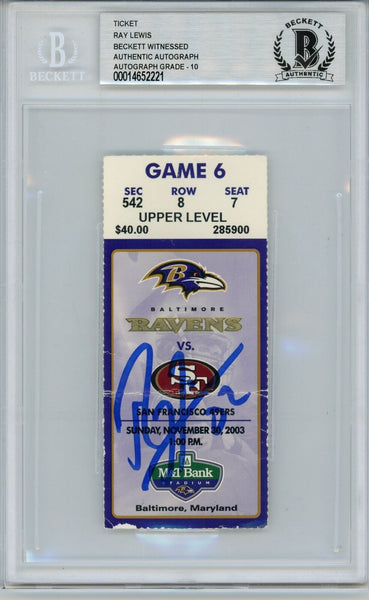 TICKET
RAY LEWIS
BECKETT WITNESSED
AUTHENTIC AUTOGRAPH
AUTOGRAPH GRADE - 10
00014652221
B
BECKETT
BECKETT
B
AUTHENTIC
GAME 6
SEC ROW SEAT
542 8 7
UPPER LEVEL
$40.00 285900
B
BALTIMORE
RAVENS
VS.
SF
SAN FRANCISCO 49ERS
SUNDAY, NOVEMBER 30, 2003
1:00 P.M.
M&T Bank
STADIUM
Baltimore, Maryland